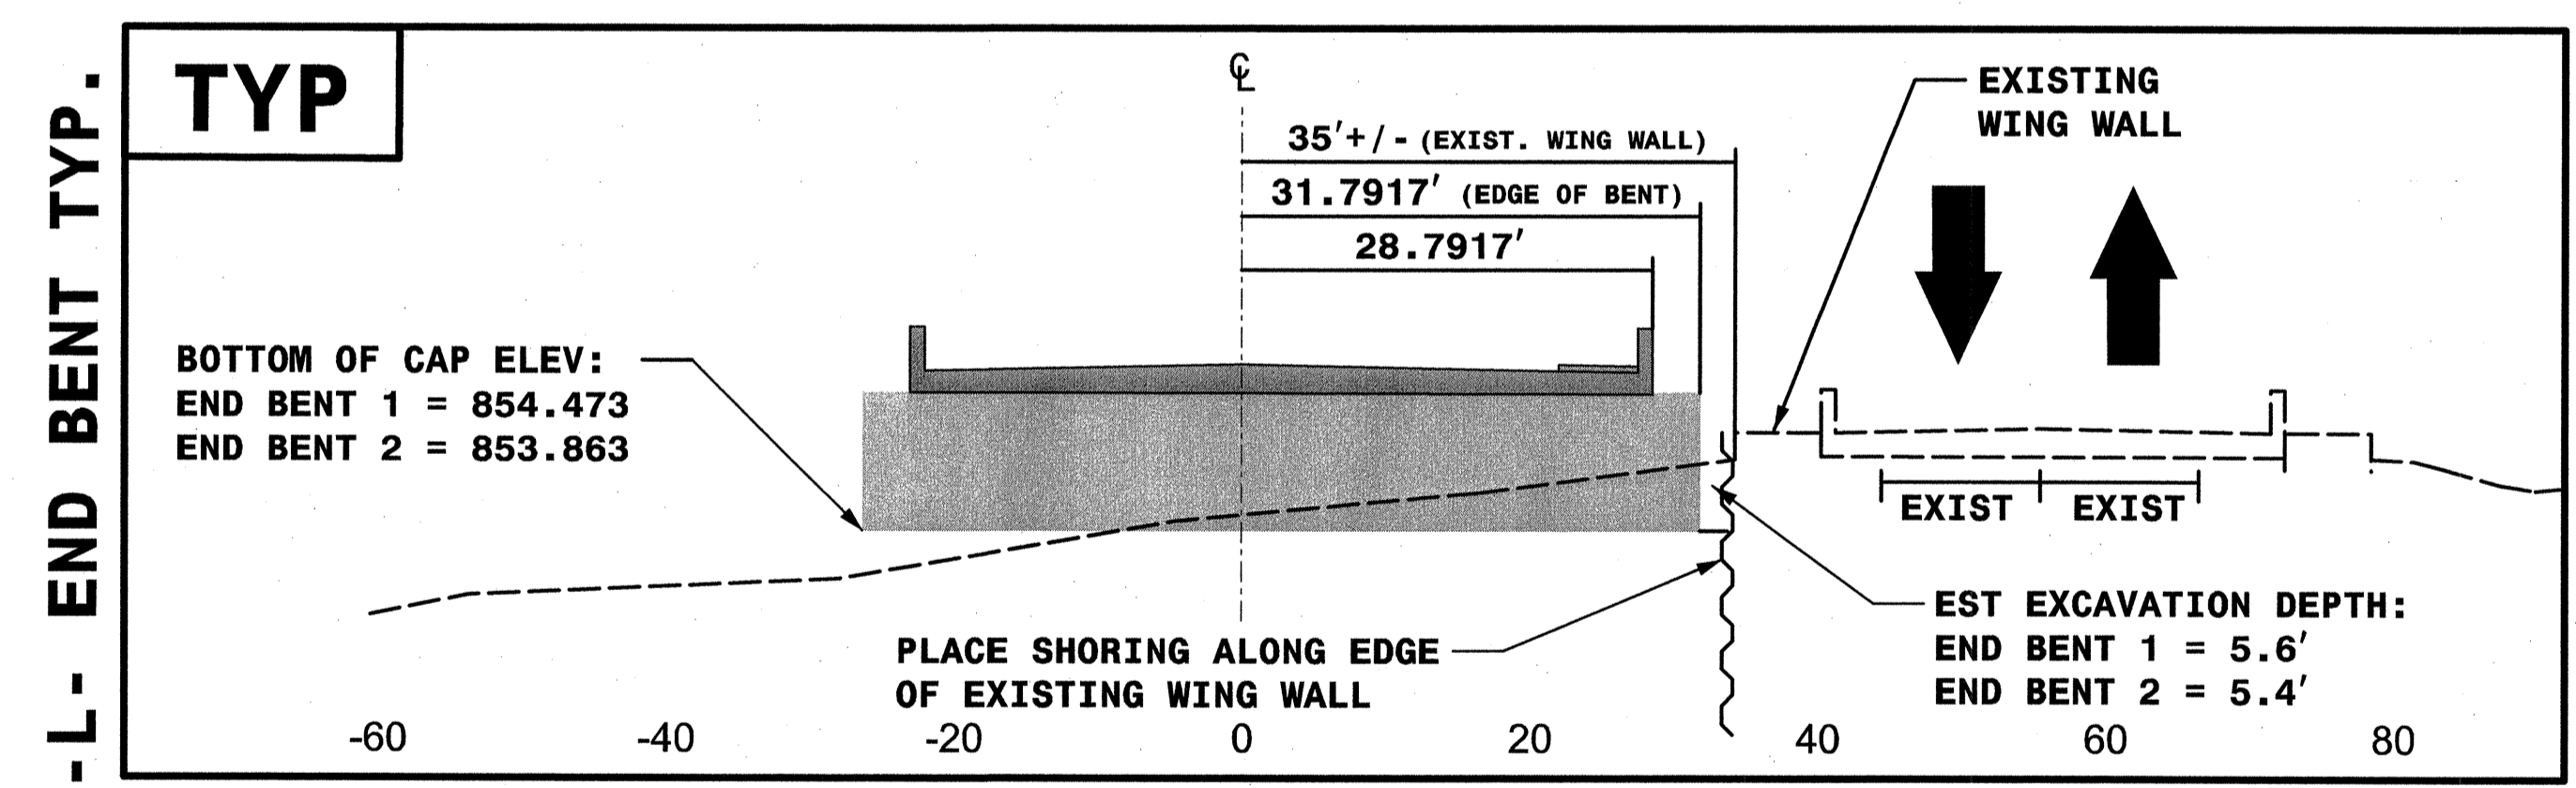 -L- END BENT TYP.
TYP
℄
35'+/- (EXIST. WING WALL)
31.7917' (EDGE OF BENT)
28.7917'
EXISTING
WING WALL
BOTTOM OF CAP ELEV:
END BENT 1 = 854.473
END BENT 2 = 853.863
EXIST EXIST
EST EXCAVATION DEPTH:
END BENT 1 = 5.6'
END BENT 2 = 5.4'
PLACE SHORING ALONG EDGE
OF EXISTING WING WALL
-60 -40 -20 0 20 40 60 80